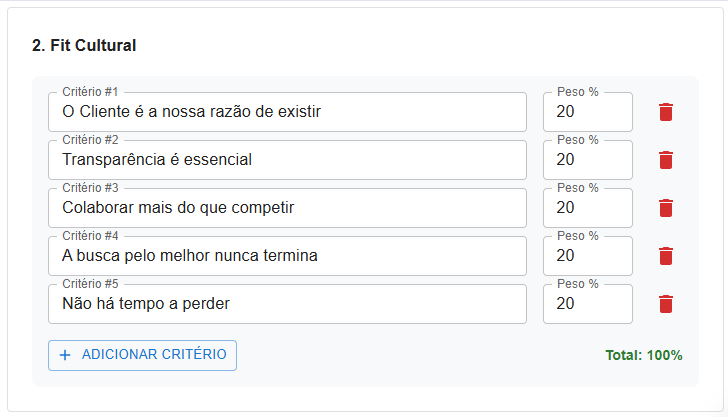 2. Fit Cultural
Critério #1 Peso %
O Cliente é a nossa razão de existir 20
Critério #2 Peso %
Transparência é essencial 20
Critério #3 Peso %
Colaborar mais do que competir 20
Critério #4 Peso %
A busca pelo melhor nunca termina 20
Critério #5 Peso %
Não há tempo a perder 20
+ ADICIONAR CRITÉRIO Total: 100%